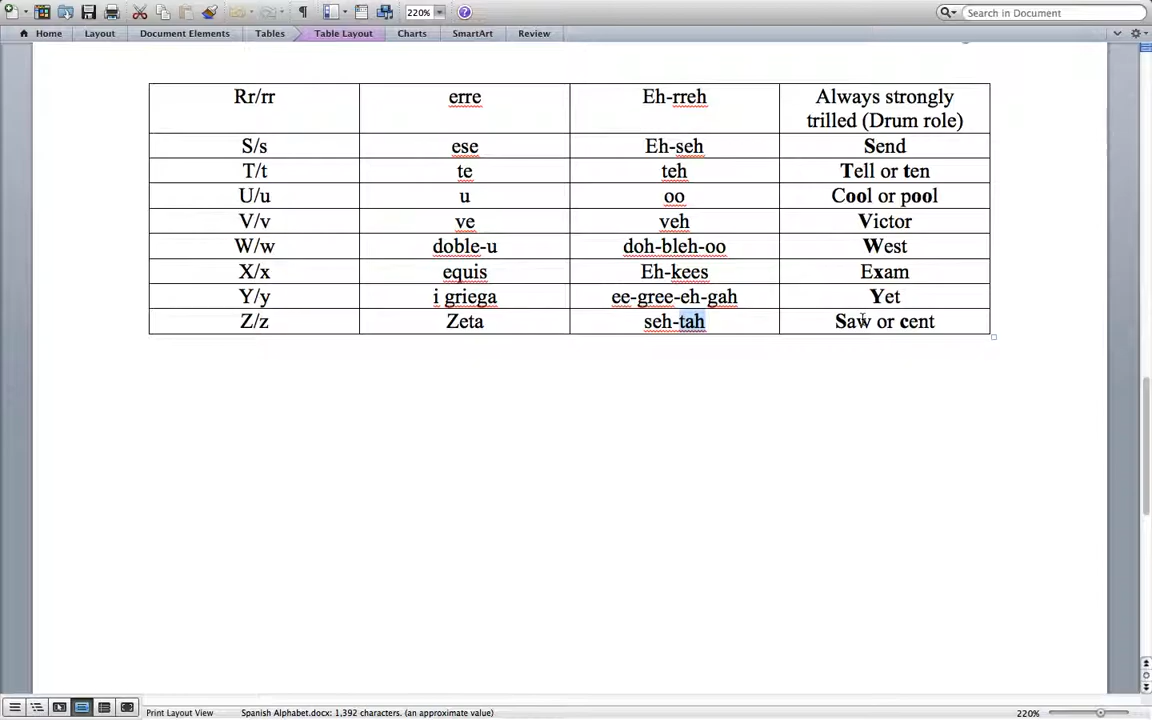 220%
Search in Document
Home Layout Document Elements Tables Table Layout Charts SmartArt Review
Rr/rr erre Eh-rreh Always strongly
trilled (Drum role)
S/s ese Eh-seh Send
T/t te teh Tell or ten
U/u u oo Cool or pool
V/v ve veh Victor
W/w doble-u doh-bleh-oo West
X/x equis Eh-kees Exam
Y/y i griega ee-gree-eh-gah Yet
Z/z Zeta seh-tah Saw or cent
Print Layout View Spanish Alphabet.docx: 1,392 characters. (an approximate value) 220%